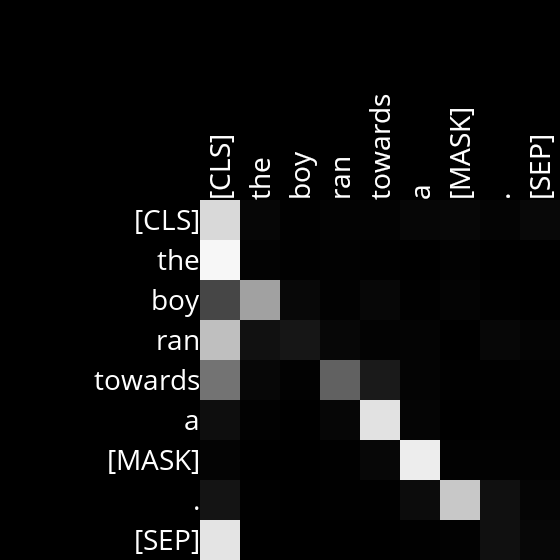 [CLS] the boy ran towards a [MASK] . [SEP]
[CLS]
the
boy
ran
towards
a
[MASK]
.
[SEP]